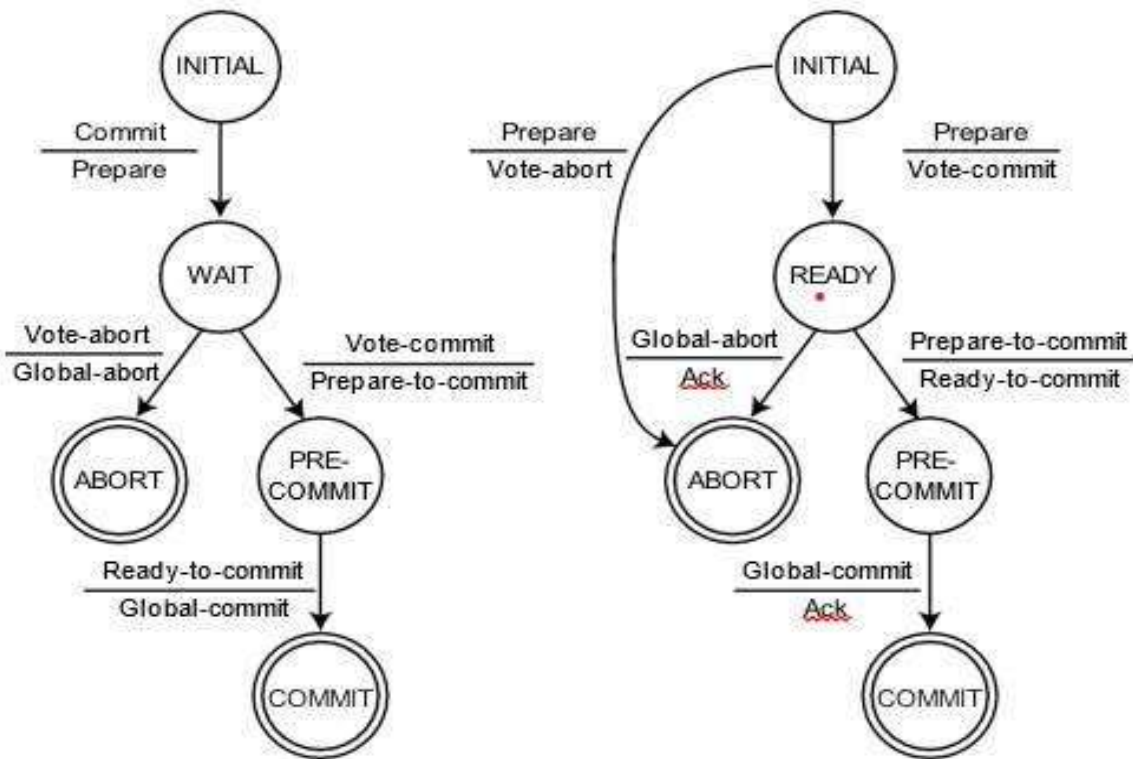 INITIAL
Commit
Prepare
WAIT
Vote-abort
Global-abort
Vote-commit
Prepare-to-commit
ABORT
PRE-
COMMIT
Ready-to-commit
Global-commit
COMMIT
INITIAL
Prepare
Vote-abort
Prepare
Vote-commit
READY
Global-abort
Ack
Prepare-to-commit
Ready-to-commit
ABORT
PRE-
COMMIT
Global-commit
Ack
COMMIT